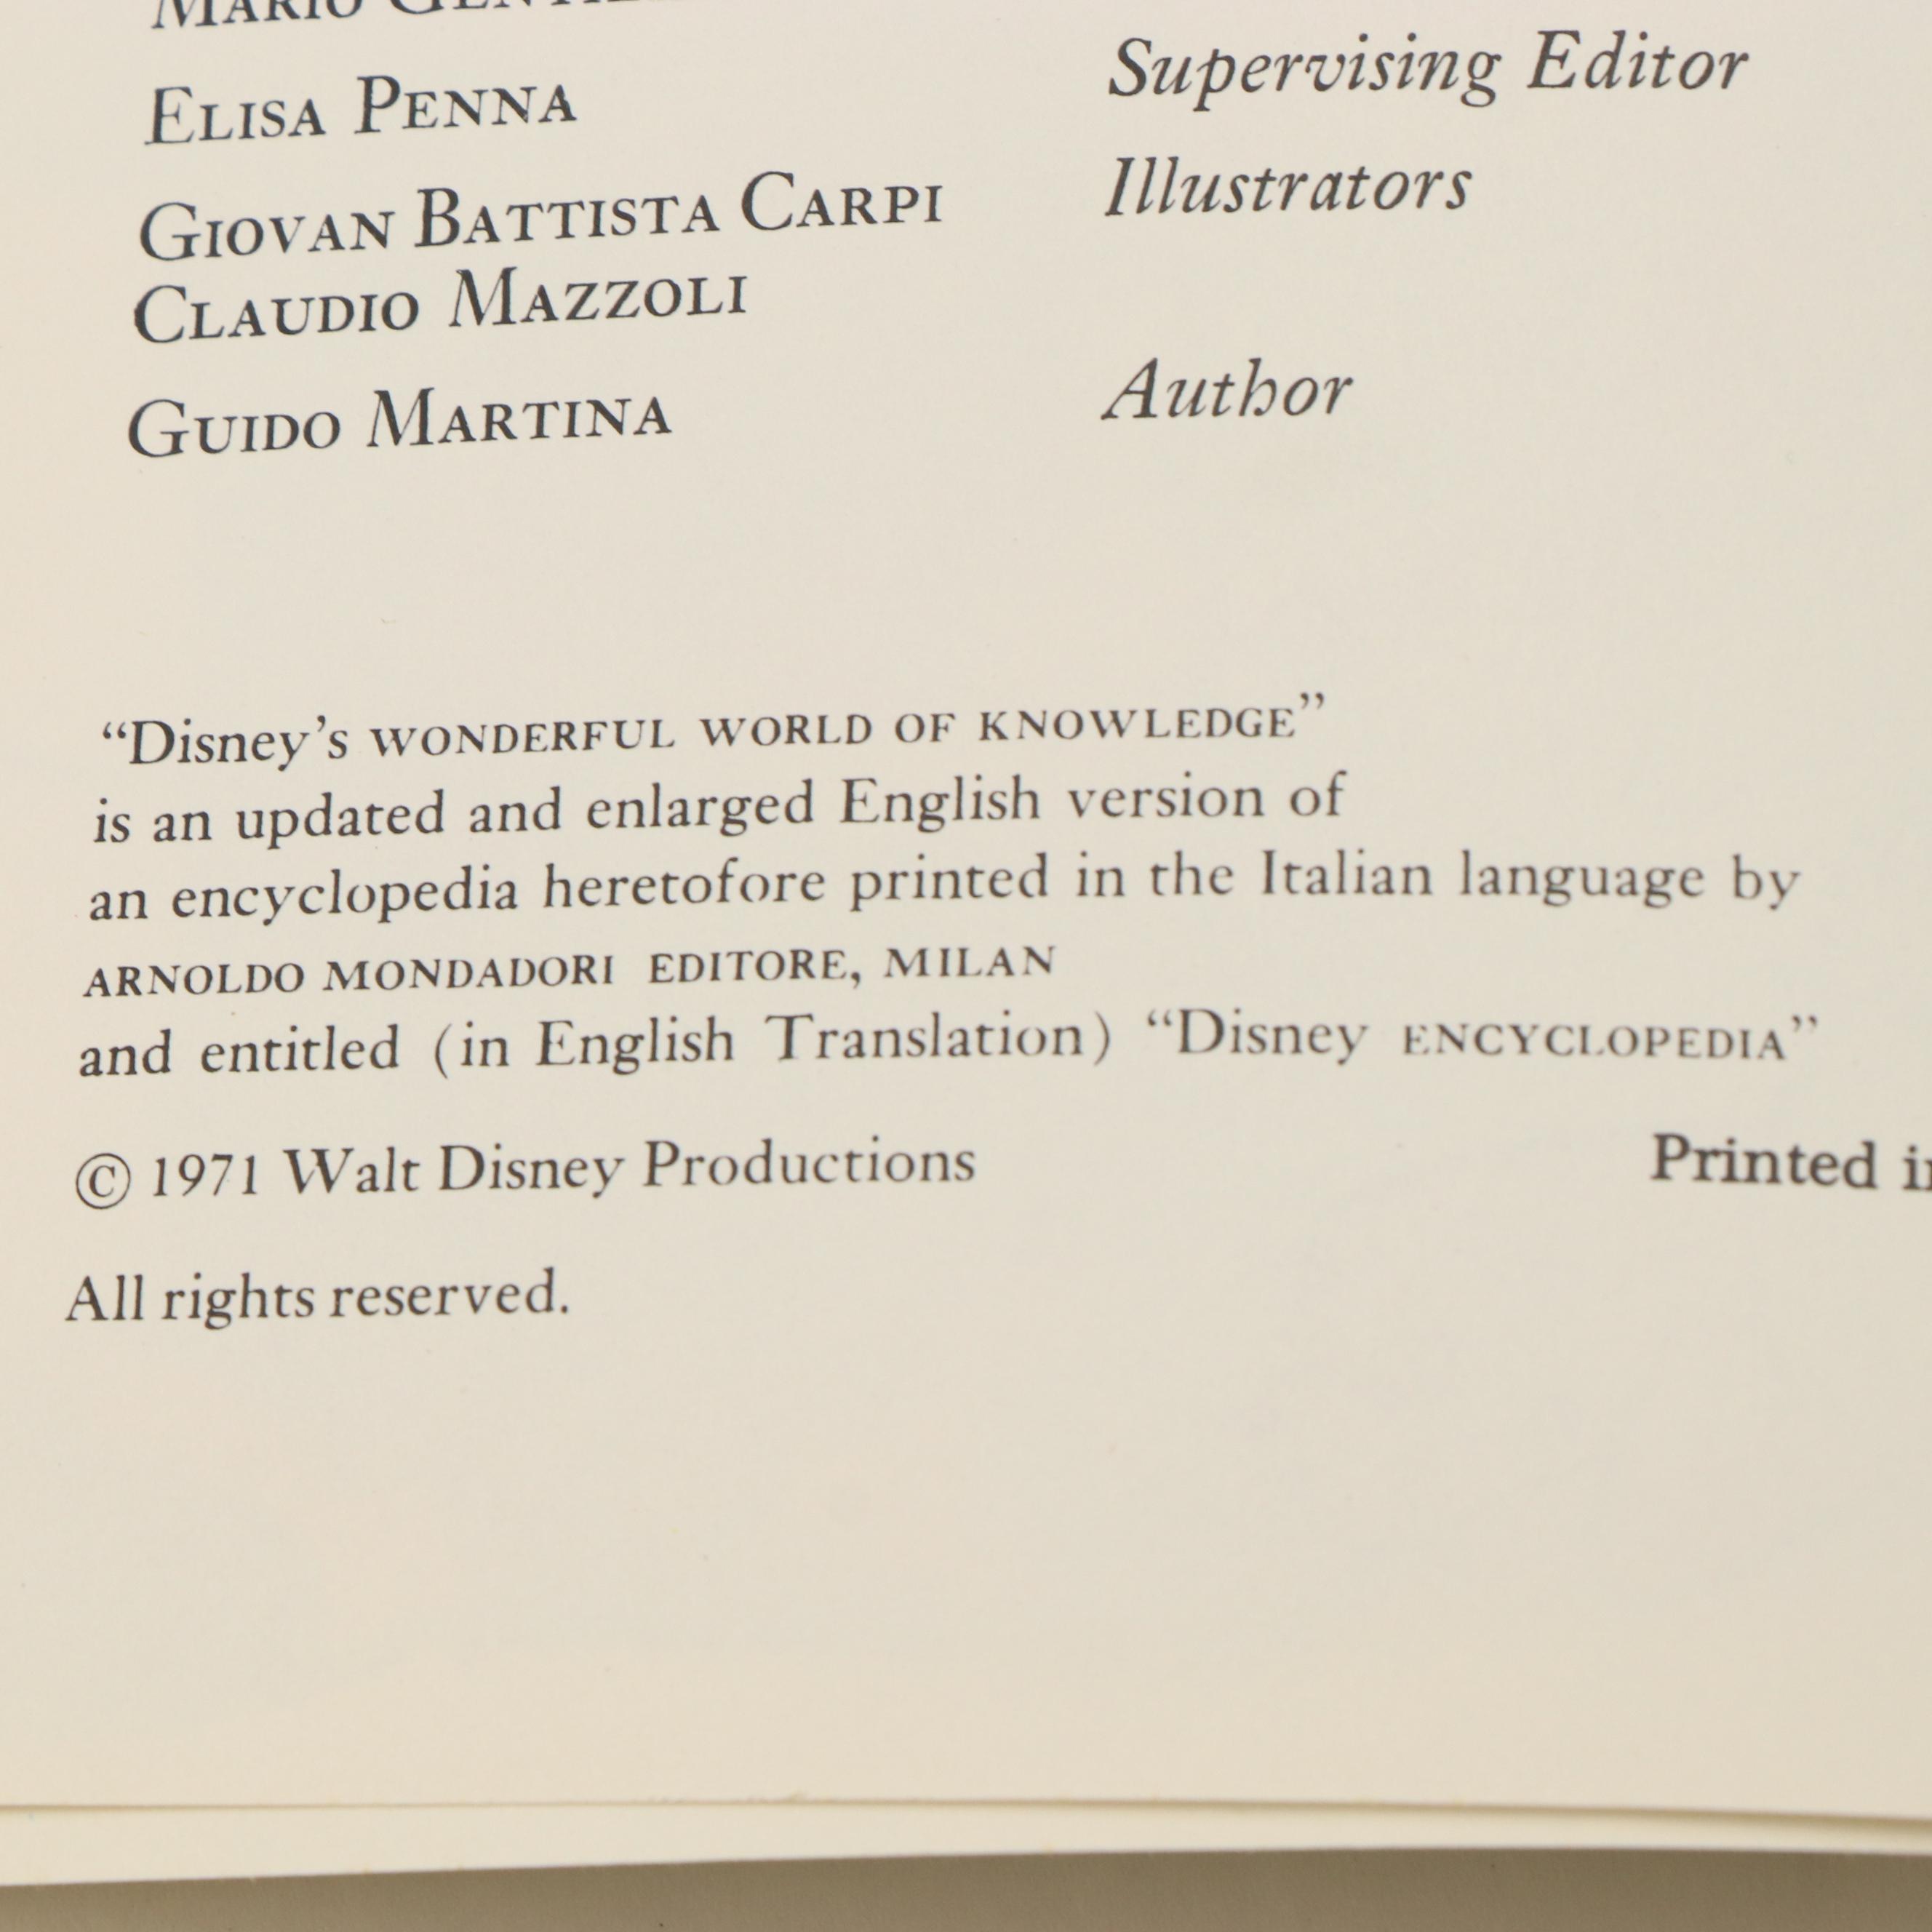 MARIO
ELISA PENNA Supervising Editor
GIOVAN BATTISTA CARPI Illustrators
CLAUDIO MAZZOLI
GUIDO MARTINA Author
“Disney’s WONDERFUL WORLD OF KNOWLEDGE”
is an updated and enlarged English version of
an encyclopedia heretofore printed in the Italian language by
ARNOLDO MONDADORI EDITORE, MILAN
and entitled (in English Translation) “Disney ENCYCLOPEDIA”
© 1971 Walt Disney Productions Printed
All rights reserved.